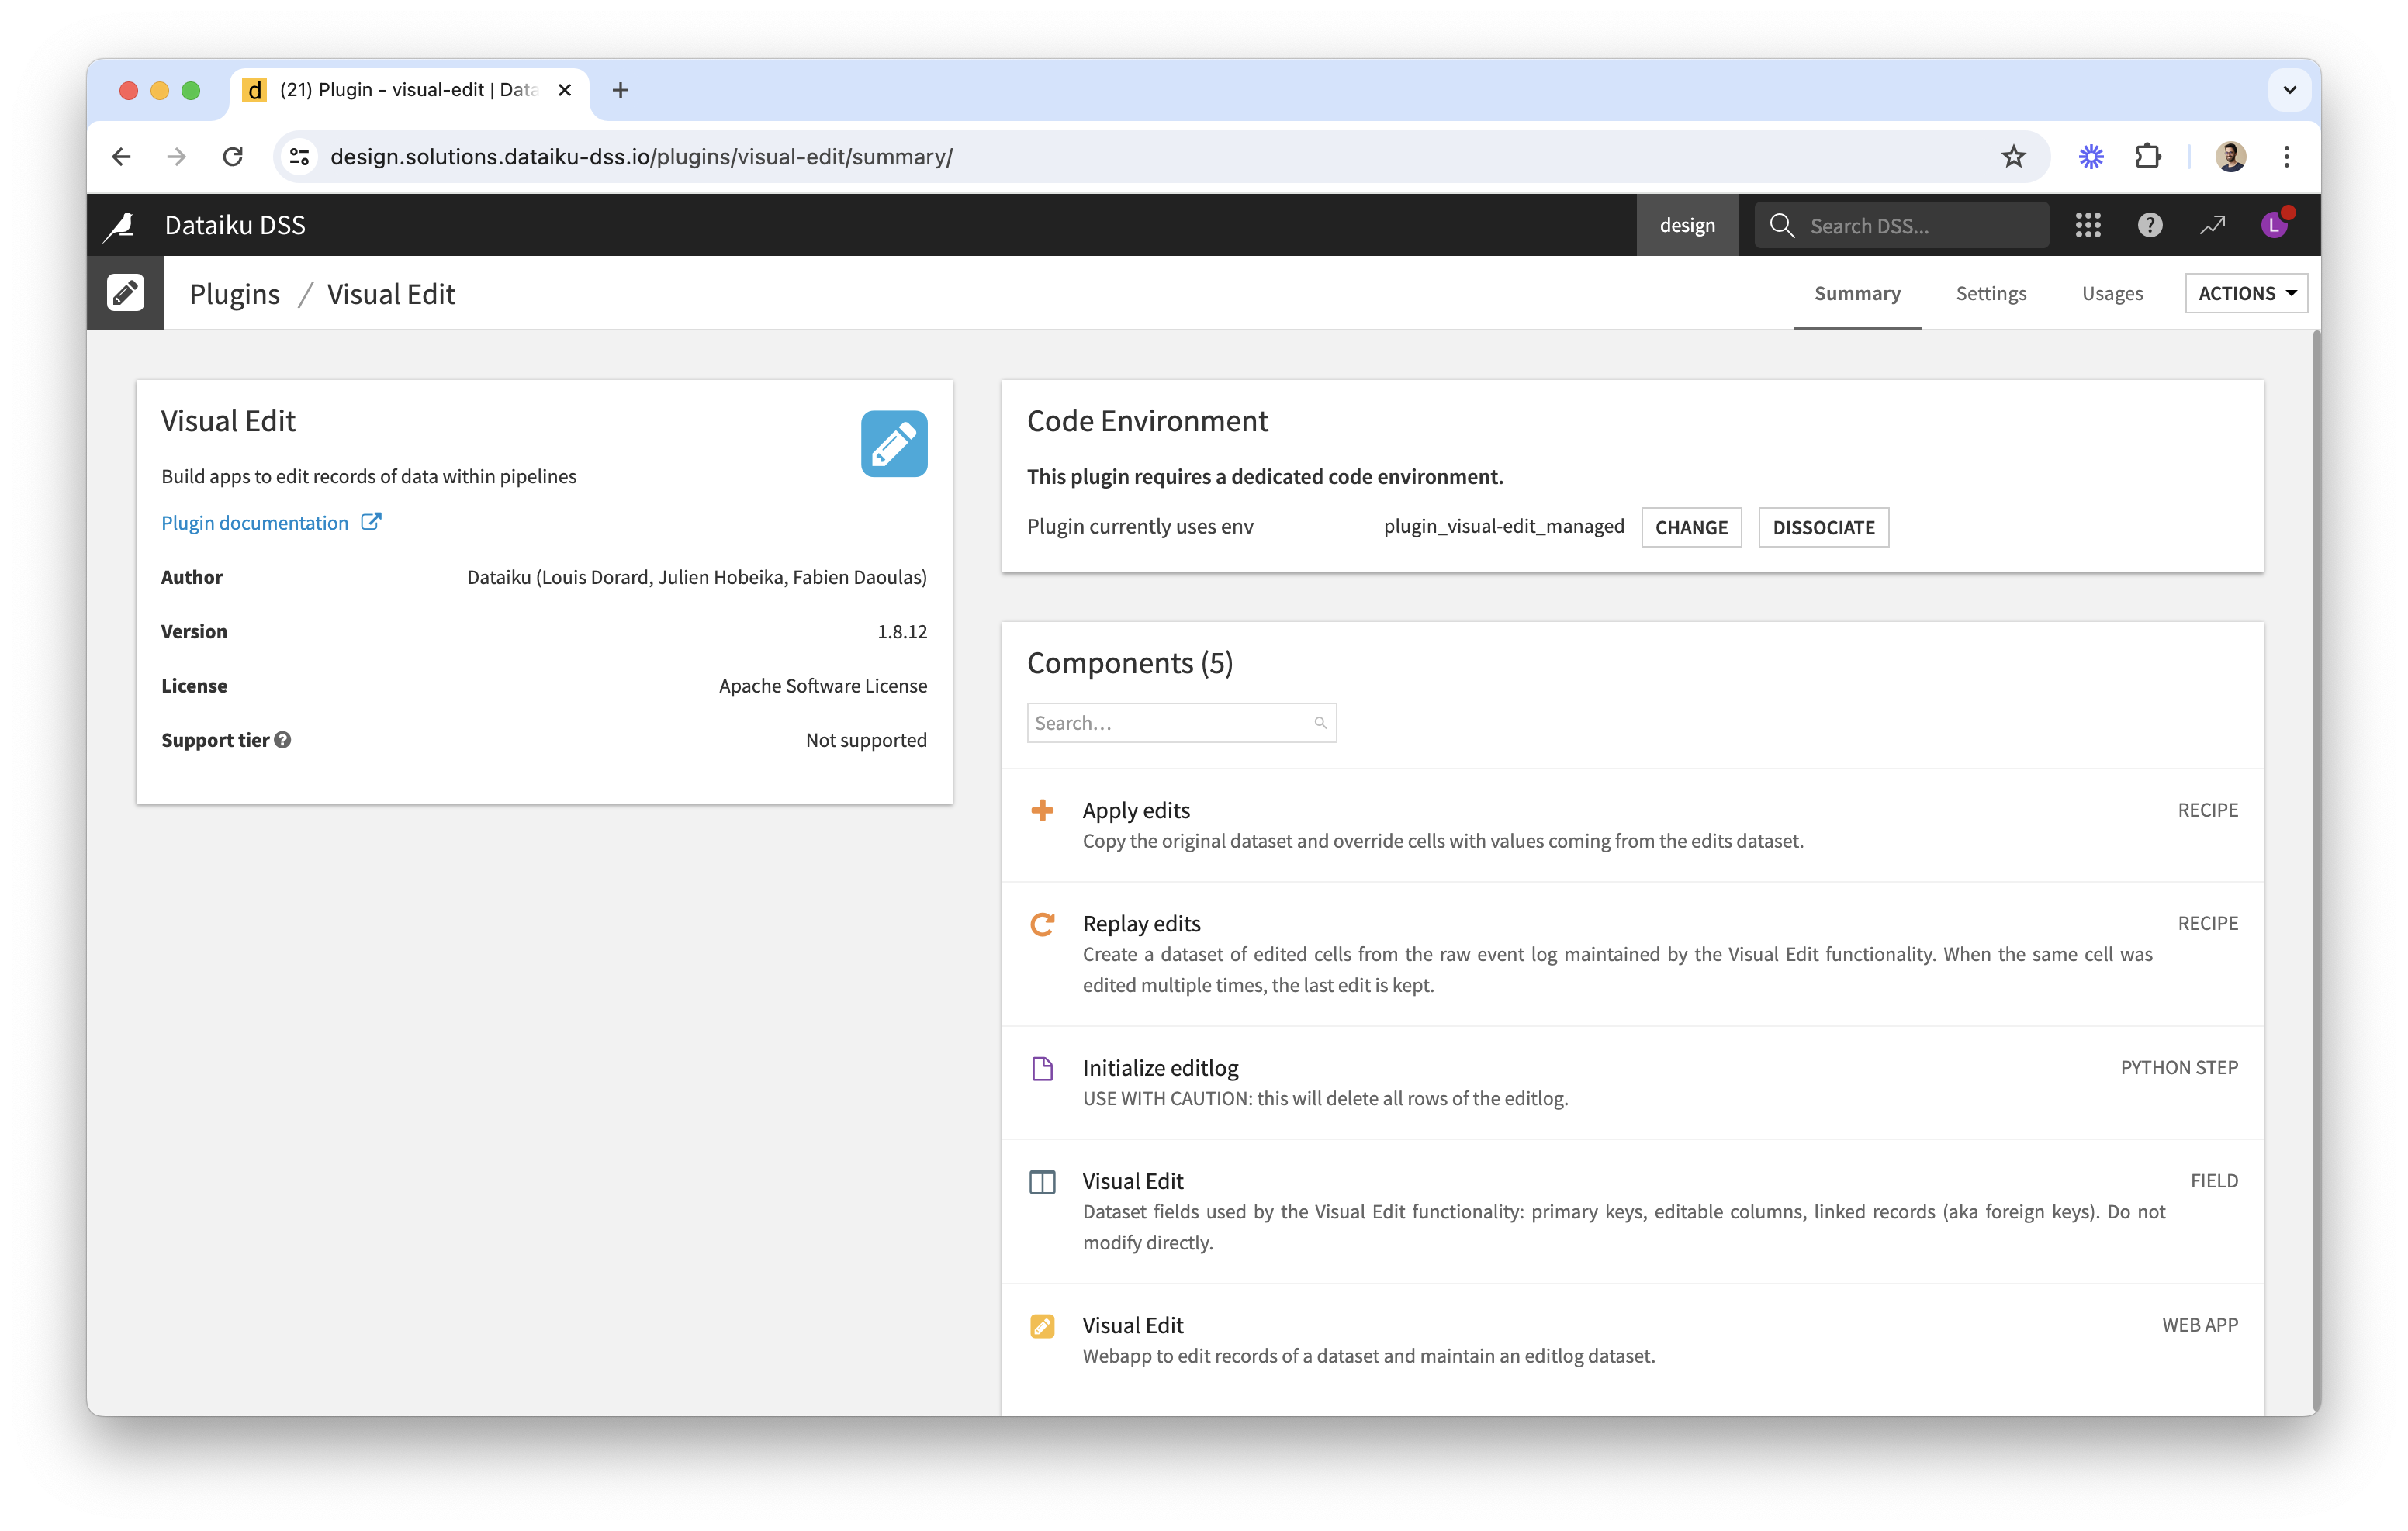 d (21) Plugin - visual-edit | Data
design.solutions.dataiku-dss.io/plugins/visual-edit/summary/
Dataiku DSS
design
Search DSS...
?
L
Plugins / Visual Edit
Summary
Settings
Usages
ACTIONS
Visual Edit
Build apps to edit records of data within pipelines
Plugin documentation
Author Dataiku (Louis Dorard, Julien Hobeika, Fabien Daoulas)
Version 1.8.12
License Apache Software License
Support tier ? Not supported
Code Environment
This plugin requires a dedicated code environment.
Plugin currently uses env plugin_visual-edit_managed CHANGE DISSOCIATE
Components (5)
Search...
Apply edits RECIPE
Copy the original dataset and override cells with values coming from the edits dataset.
Replay edits RECIPE
Create a dataset of edited cells from the raw event log maintained by the Visual Edit functionality. When the same cell was
edited multiple times, the last edit is kept.
Initialize editlog PYTHON STEP
USE WITH CAUTION: this will delete all rows of the editlog.
Visual Edit FIELD
Dataset fields used by the Visual Edit functionality: primary keys, editable columns, linked records (aka foreign keys). Do not
modify directly.
Visual Edit WEB APP
Webapp to edit records of a dataset and maintain an editlog dataset.